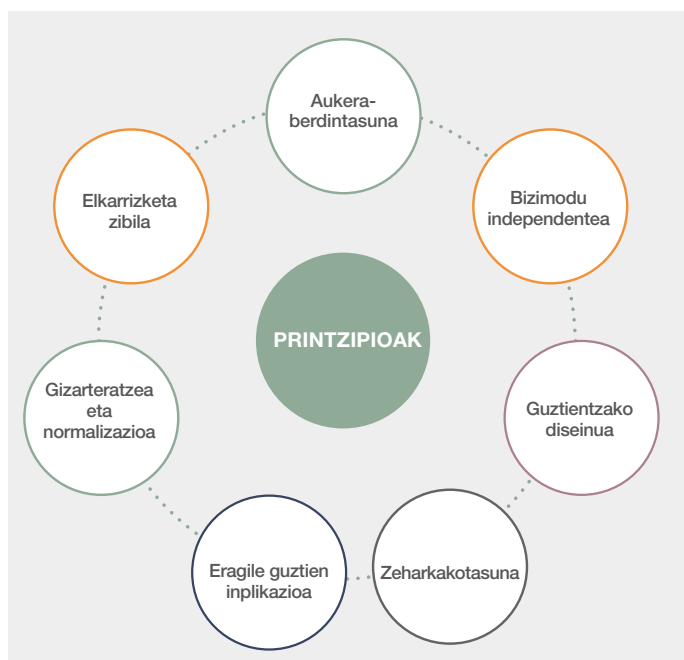 Aukera-
berdintasuna
Bizimodu
independentea
Guztientzako
diseinua
Zeharkakotasuna
Eragile guztien
inplikazioa
Gizarteratzea
eta
normalizazioa
Elkarrizketa
zibila
PRINTZIPIOAK